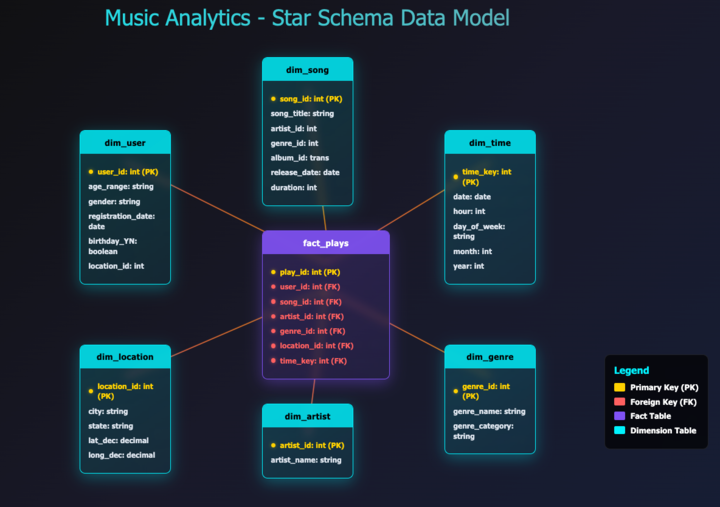 Music Analytics - Star Schema Data Model
dim_song
song_id: int (PK)
song_title: string
artist_id: int
genre_id: int
album_id: trans
release_date: date
duration: int
dim_user
user_id: int (PK)
age_range: string
gender: string
registration_date:
date
birthday_YN:
boolean
location_id: int
dim_time
time_key: int
(PK)
date: date
hour: int
day_of_week:
string
month: int
year: int
fact_plays
play_id: int (PK)
user_id: int (FK)
song_id: int (FK)
artist_id: int (FK)
genre_id: int (FK)
location_id: int (FK)
time_key: int (FK)
dim_location
location_id: int
(PK)
city: string
state: string
lat_dec: decimal
long_dec: decimal
dim_artist
artist_id: int (PK)
artist_name: string
dim_genre
genre_id: int
(PK)
genre_name: string
genre_category:
string
Legend
Primary Key (PK)
Foreign Key (FK)
Fact Table
Dimension Table